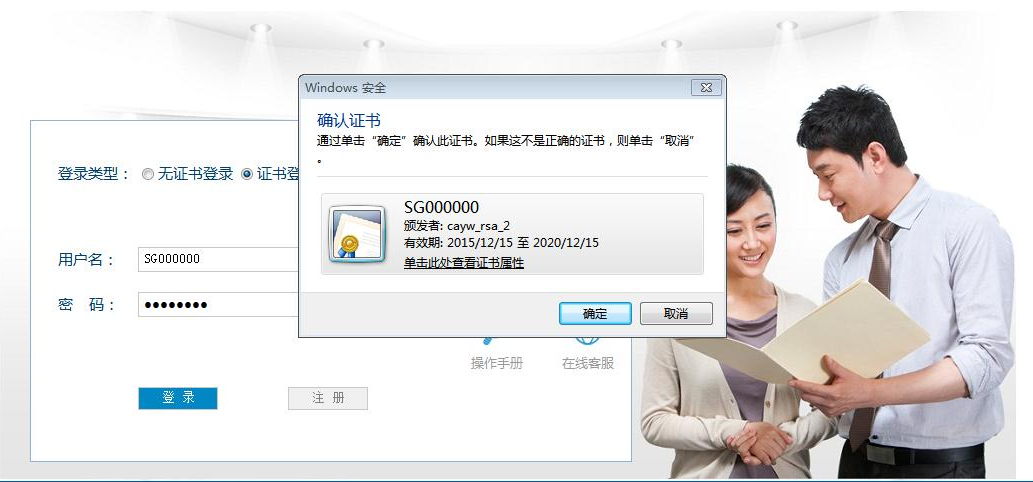 Windows 安全
确认证书
通过单击“确定”确认此证书。如果这不是正确的证书，则单击“取消”
。
SG000000
颁发者: cayw_rsa_2
有效期: 2015/12/15 至 2020/12/15
单击此处查看证书属性
确定 取消
登录类型： 无证书登录 证书登
用户名： SG000000
密 码： ●●●●●●●●
操作手册 在线客服
登 录 注 册